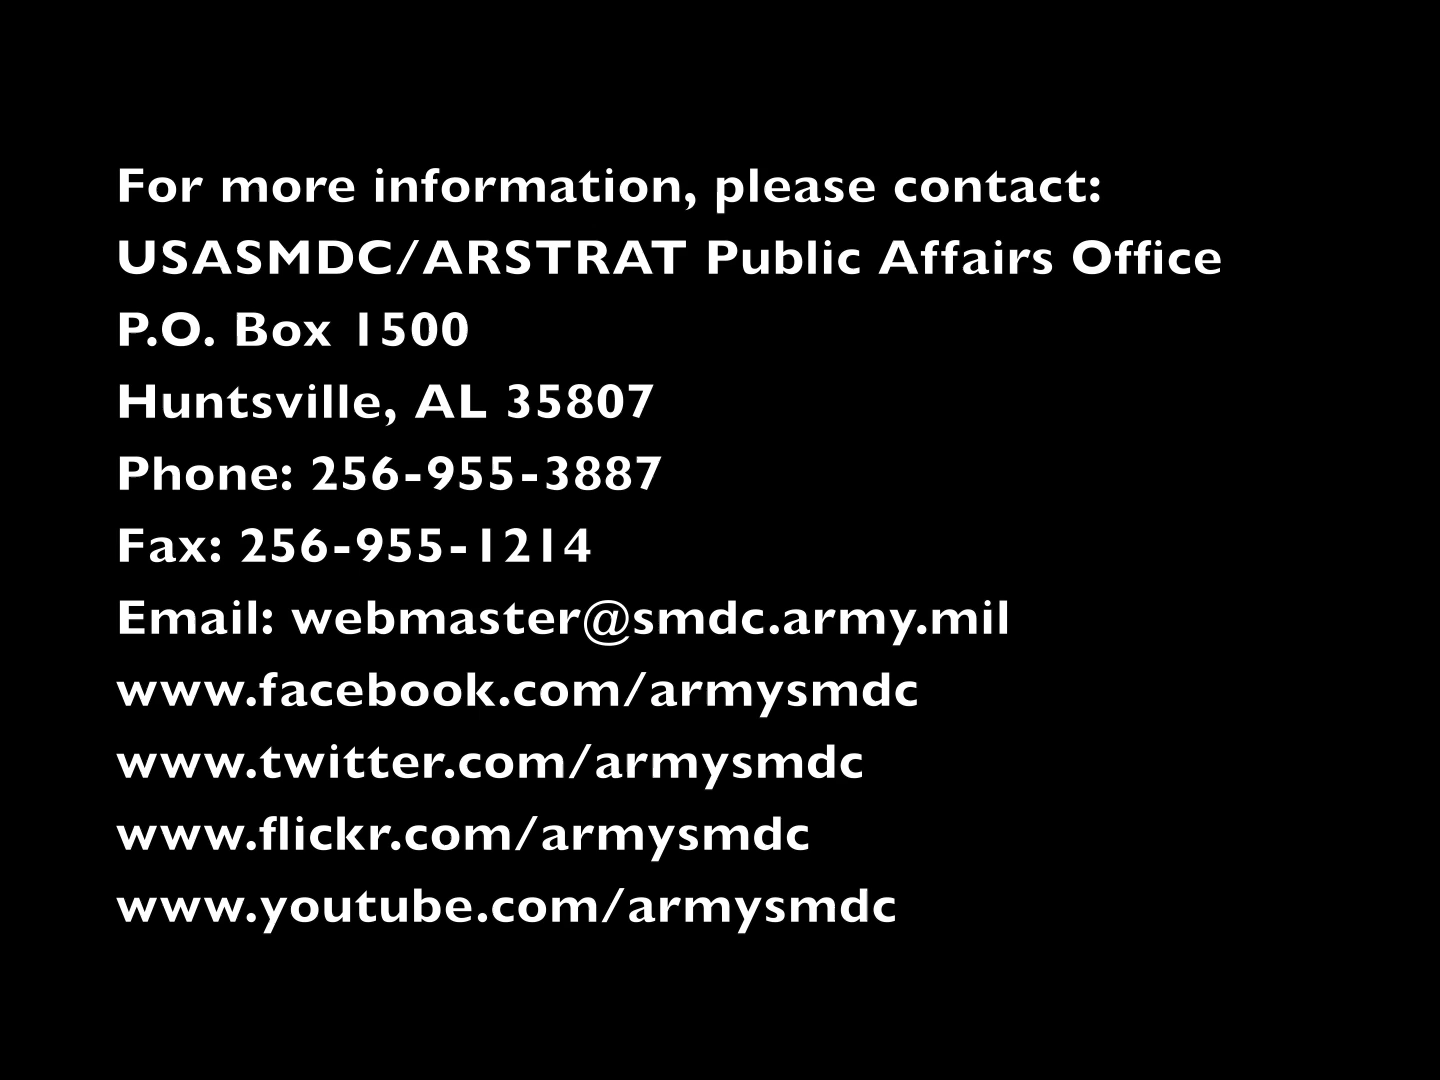 For more information, please contact:
USASMDC/ARSTRAT Public Affairs Office
P.O. Box 1500
Huntsville, AL 35807
Phone: 256-955-3887
Fax: 256-955-1214
Email: webmaster@smdc.army.mil
www.facebook.com/armysmdc
www.twitter.com/armysmdc
www.flickr.com/armysmdc
www.youtube.com/armysmdc